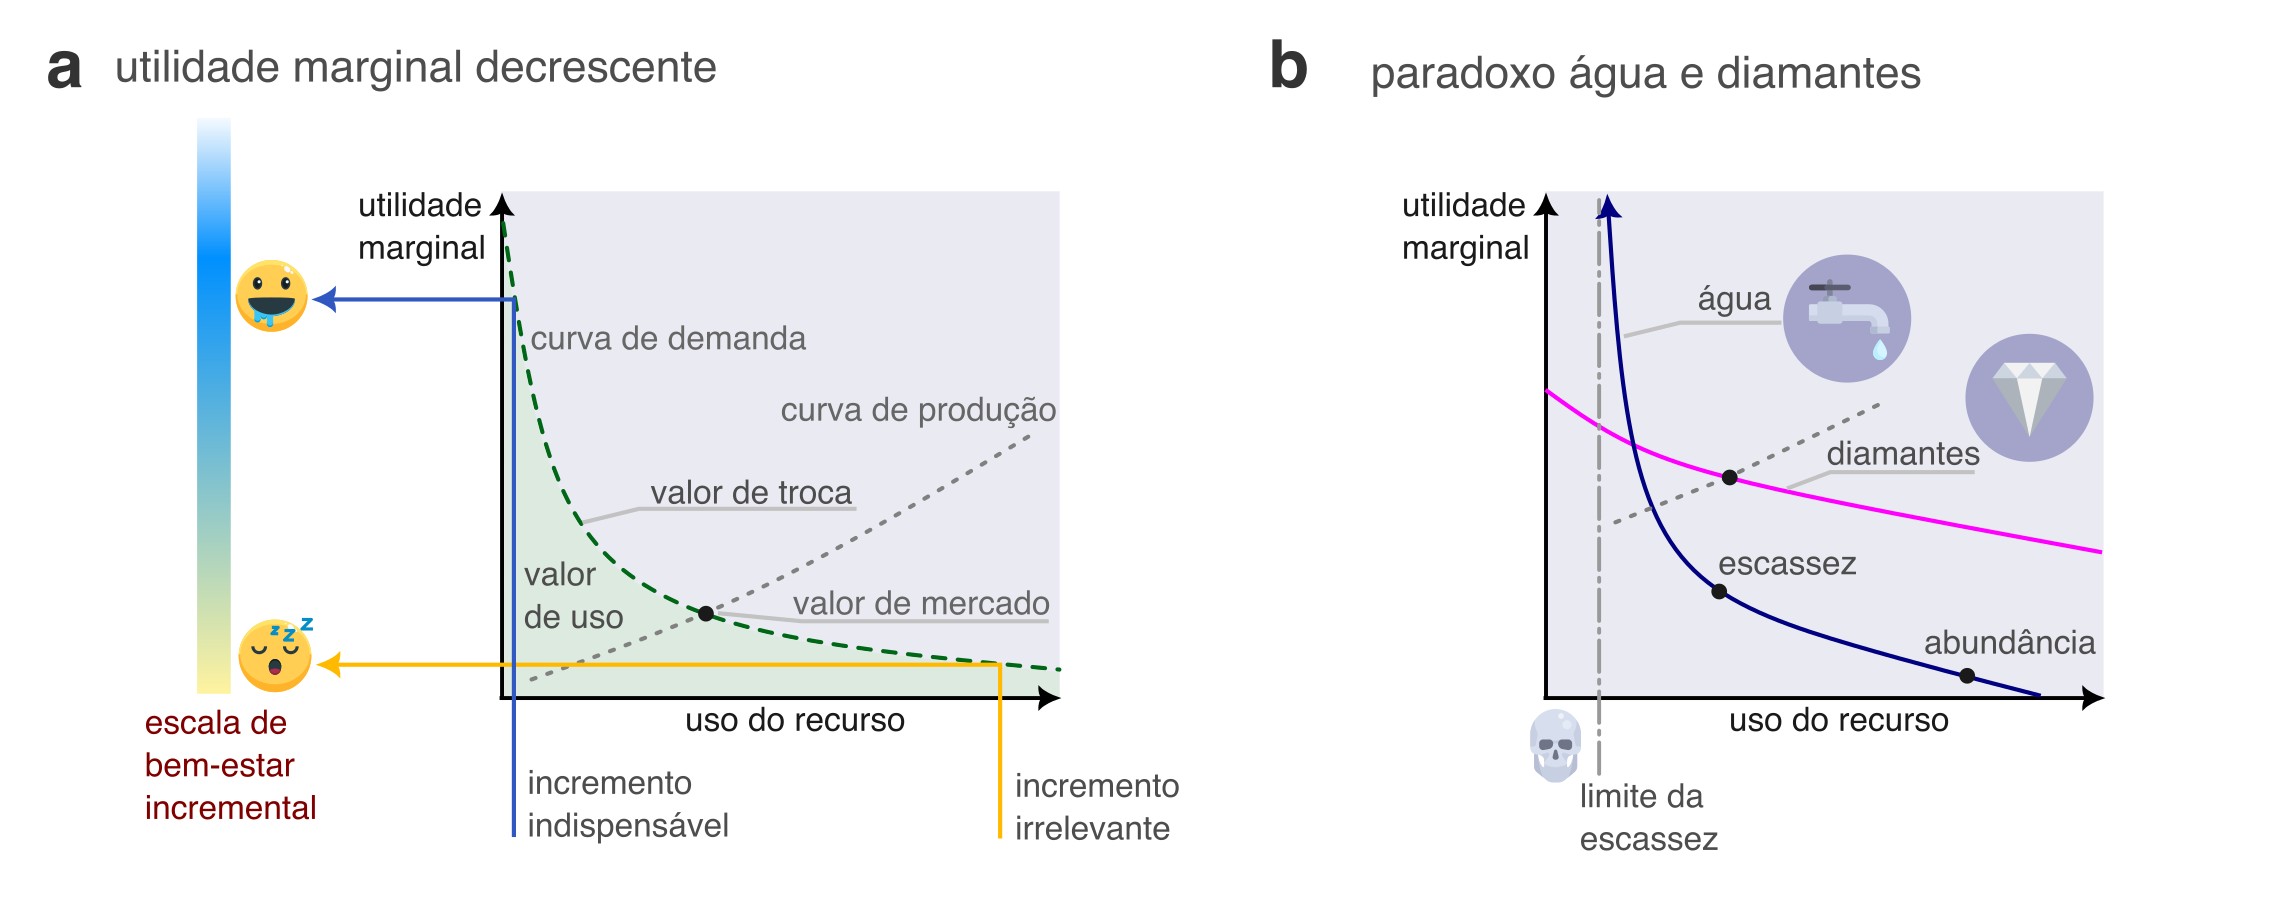 a utilidade marginal decrescente
utilidade
marginal
curva de demanda
curva de produção
valor de troca
valor
de uso
valor de mercado
uso do recurso
z z z
escala de
bem-estar
incremental
incremento
indispensável
incremento
irrelevante
b paradoxo água e diamantes
utilidade
marginal
água
diamantes
escassez
abundância
uso do recurso
limite da
escassez